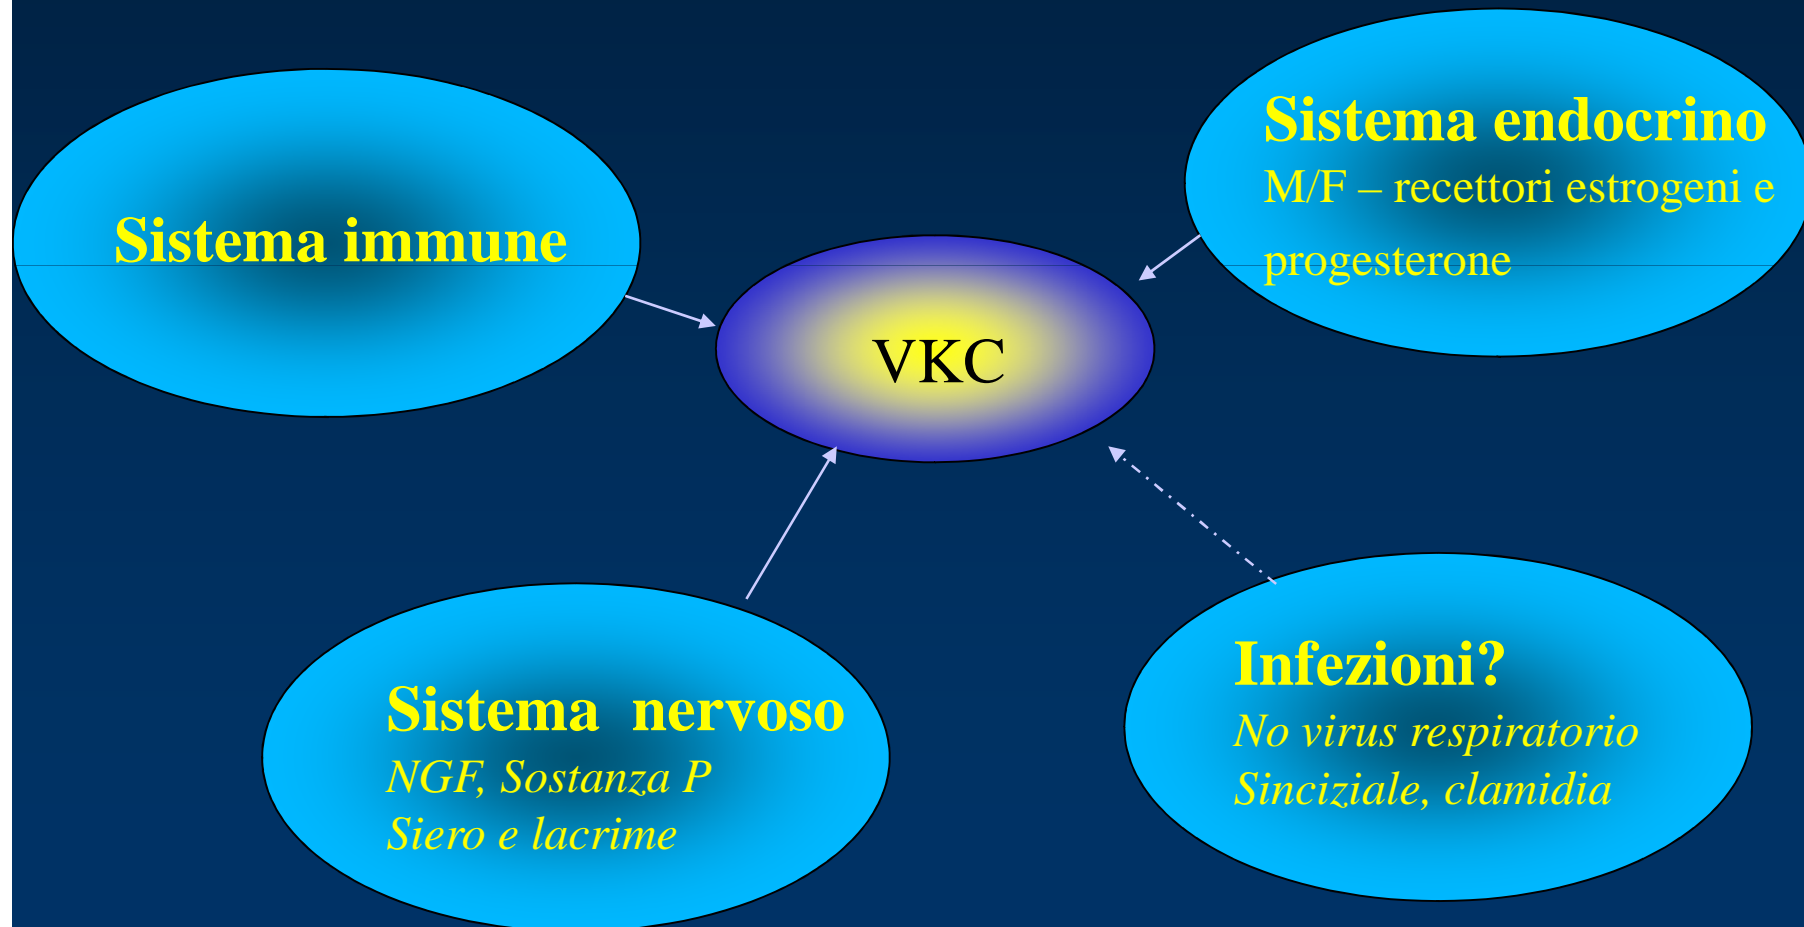 Sistema immune
Sistema endocrino
M/F – recettori estrogeni e
progesterone
VKC
Sistema nervoso
NGF, Sostanza P
Siero e lacrime
Infezioni?
No virus respiratorio
Sinciziale, clamidia